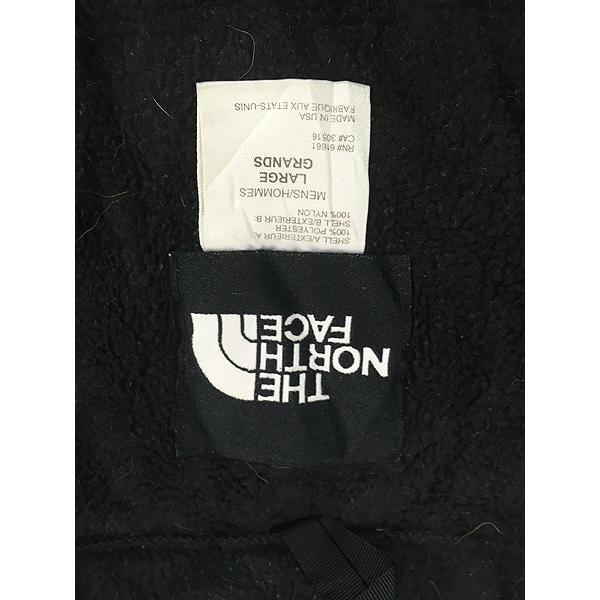 THE
NORTH
FACE
SHELL A/EXTERIEUR A:
100% POLYESTER
SHELL B/EXTERIEUR B:
100% NYLON
MENS/HOMMES
LARGE
GRANDS
RN# 61661
CA# 30516
MADE IN USA
FABRIQUE AUX ETATS-UNIS